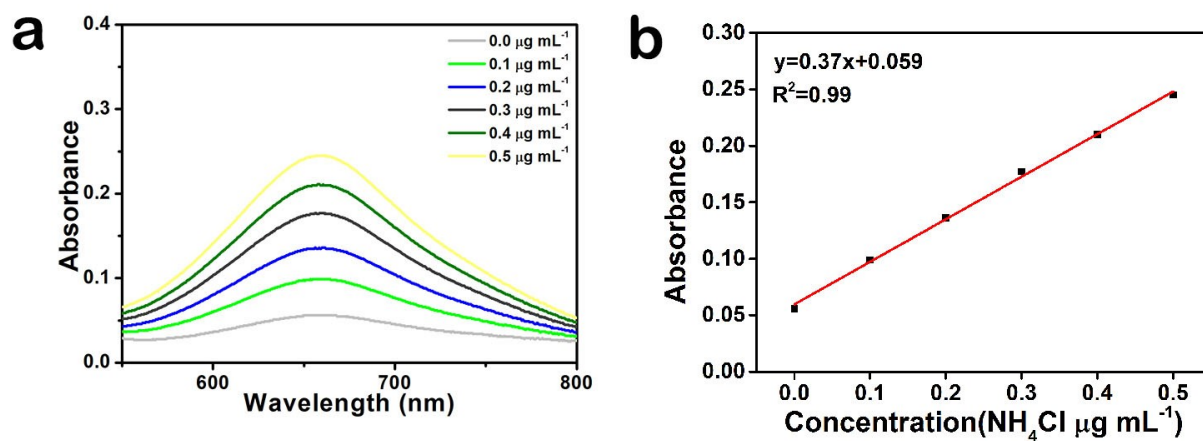 a
0.4
0.3
0.2
0.1
0.0
Absorbance
0.0 μg mL⁻¹
0.1 μg mL⁻¹
0.2 μg mL⁻¹
0.3 μg mL⁻¹
0.4 μg mL⁻¹
0.5 μg mL⁻¹
600 700 800
Wavelength (nm)
b
0.30
0.25
0.20
0.15
0.10
0.05
0.00
Absorbance
y=0.37x+0.059
R²=0.99
0.0 0.1 0.2 0.3 0.4 0.5
Concentration(NH₄Cl μg mL⁻¹)